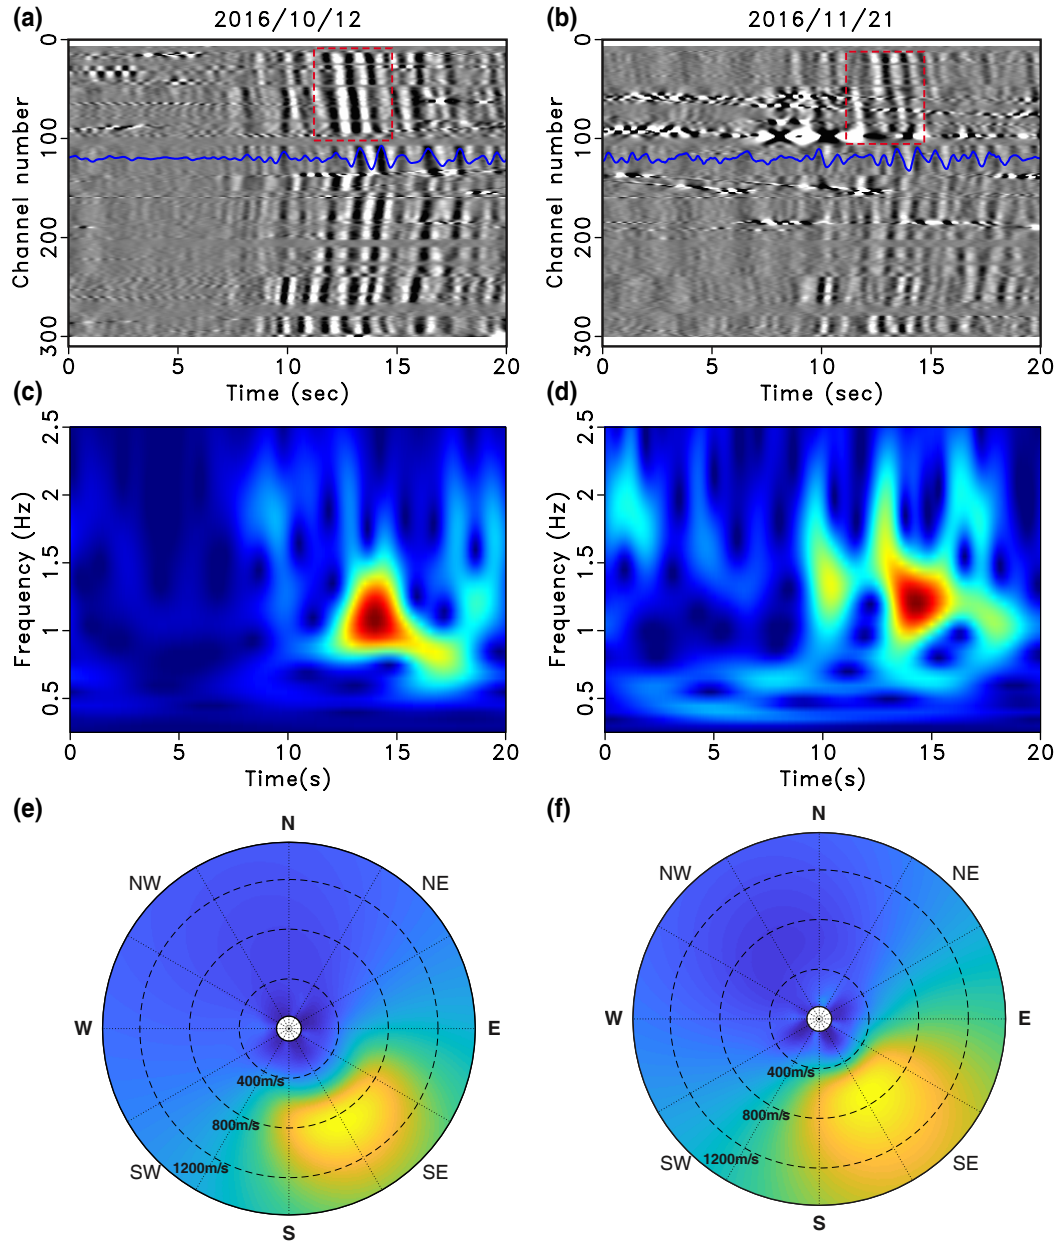 (a) 2016/10/12
Channel number
0
100
200
300
0 5 10 15 20
Time (sec)
(b) 2016/11/21
Channel number
0
100
200
300
0 5 10 15 20
Time (sec)
(c)
Frequency (Hz)
2.5
2
1.5
1
0.5
0 5 10 15 20
Time(s)
(d)
Frequency (Hz)
2.5
2
1.5
1
0.5
0 5 10 15 20
Time(s)
(e)
N
NW NE
W E
400m/s
800m/s
1200m/s
SW SE
S
(f)
N
NW NE
W E
400m/s
800m/s
1200m/s
SW SE
S